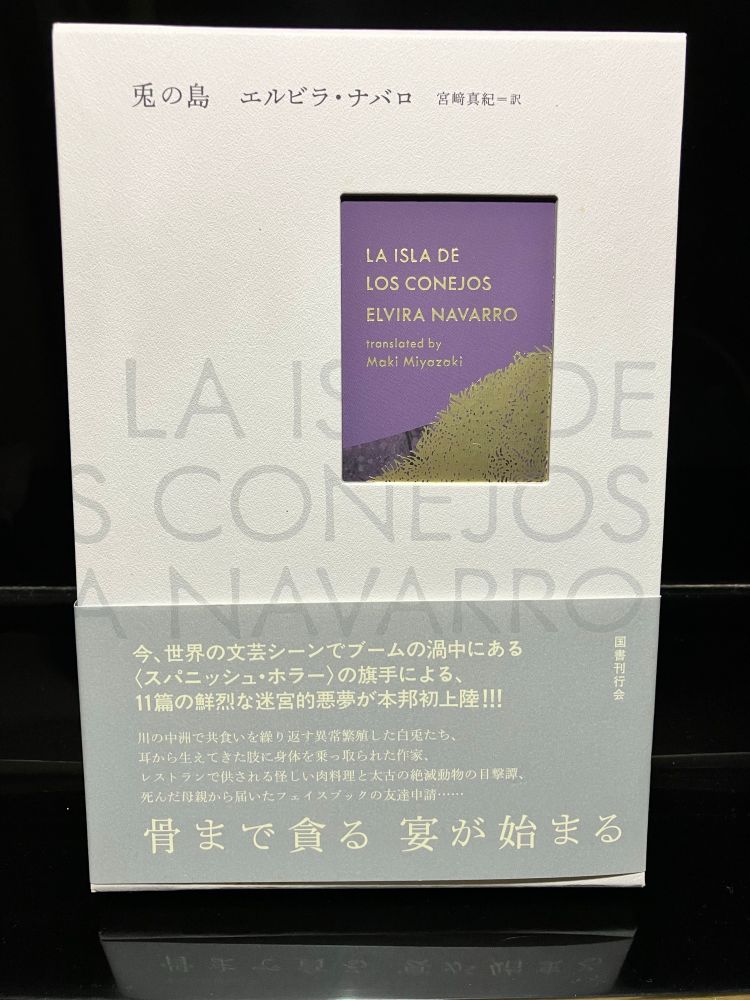 兎の島 エルビラ・ナバロ 宮﨑真紀=訳
LA ISLA DE
LOS CONEJOS
ELVIRA NAVARRO
translated by
Maki Miyazaki
LA IS DE
S CONEJOS
A NAVARRO
今、世界の文芸シーンでブームの渦中にある
〈スパニッシュ・ホラー〉の旗手による、
11篇の鮮烈な迷宮的悪夢が本邦初上陸!!!
国書刊行会
川の中洲で共食いを繰り返す異常繁殖した白兎たち、
耳から生えてきた肢に身体を乗っ取られた作家、
レストランで供される怪しい肉料理と太古の絶滅動物の目撃譚、
死んだ母親から届いたフェイスブックの友達申請……
骨まで貪る 宴が始まる